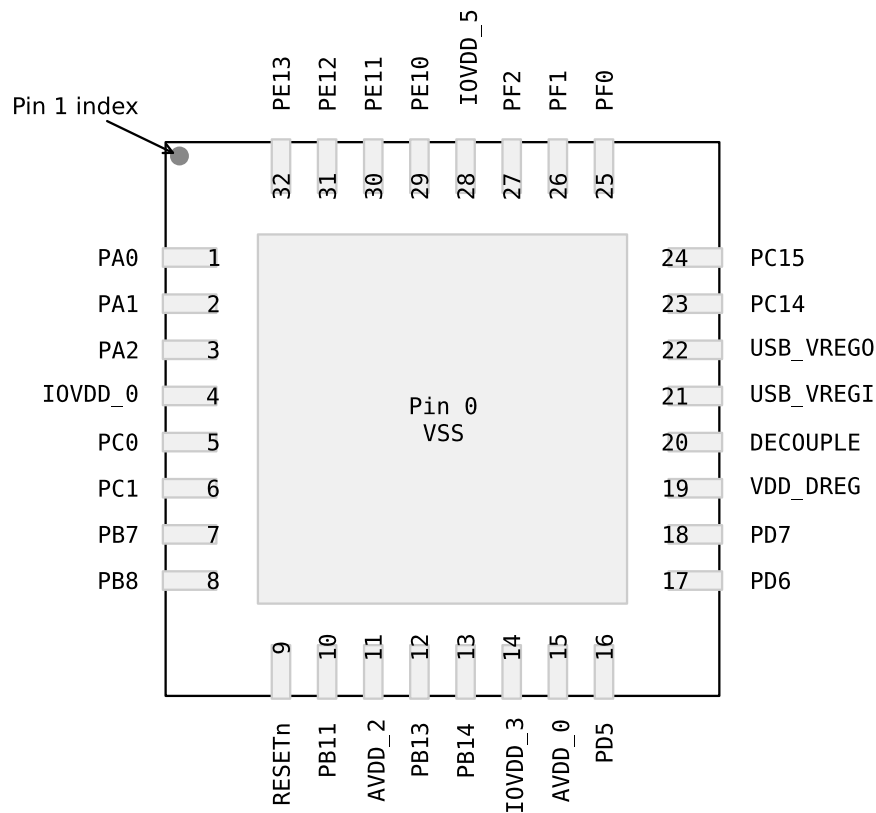 PE13
PE12
PE11
PE10
IOVDD_5
PF2
PF1
PF0
Pin 1 index
32
31
30
29
28
27
26
25
PA0 1
PA1 2
PA2 3
IOVDD_0 4
PC0 5
PC1 6
PB7 7
PB8 8
Pin 0
VSS
24 PC15
23 PC14
22 USB_VREGO
21 USB_VREGI
20 DECOUPLE
19 VDD_DREG
18 PD7
17 PD6
9
10
11
12
13
14
15
16
RESETn
PB11
AVDD_2
PB13
PB14
IOVDD_3
AVDD_0
PD5